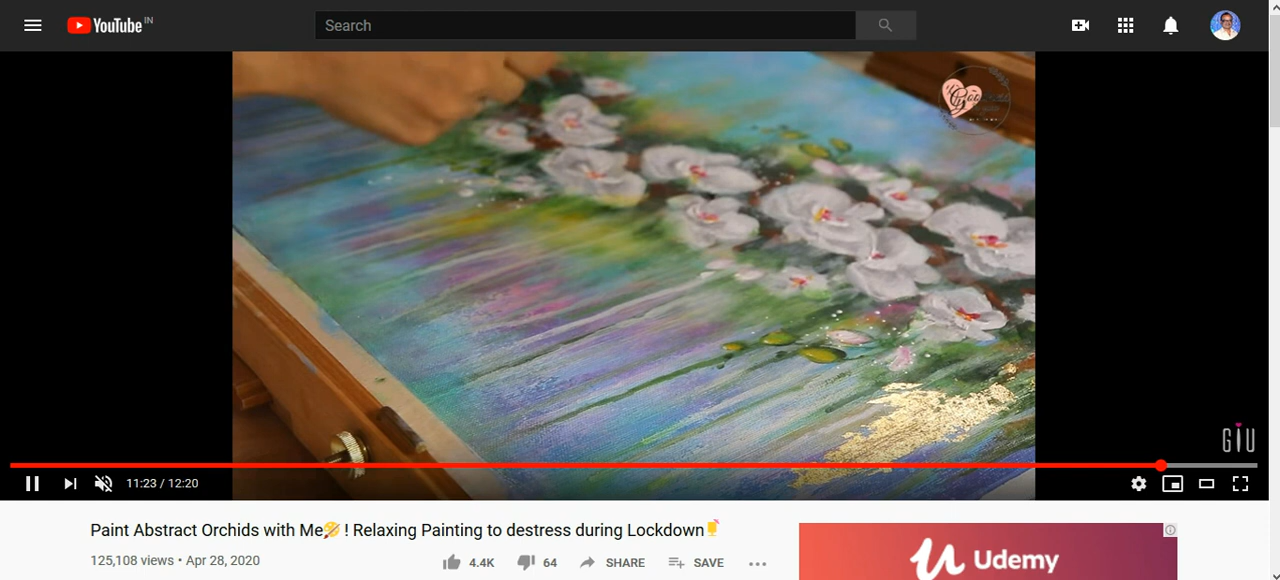 YouTube IN
Search
GIU
11:23 / 12:20
Paint Abstract Orchids with Me🏵️ ! Relaxing Painting to destress during Lockdown
125,108 views • Apr 28, 2020
4.4K 64 SHARE SAVE
Udemy